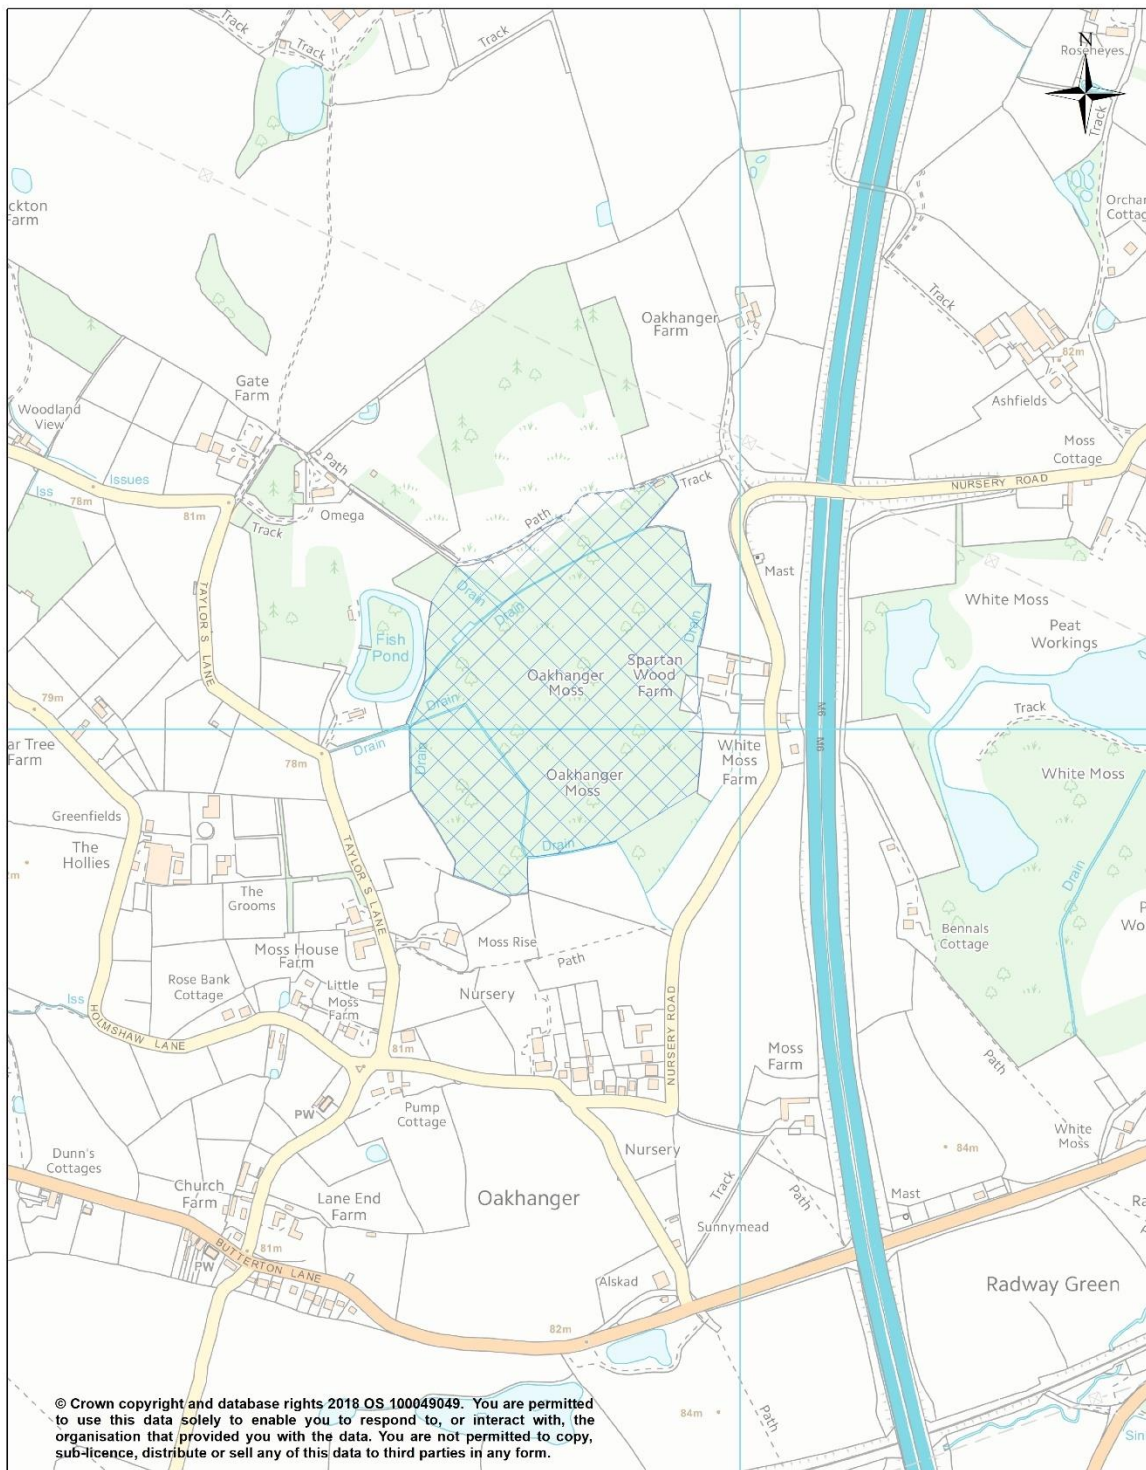 Track
Track
Track
N
Roseheyes
Track
ckton
Farm
Orchar
Cottag
Track
Oakhanger
Farm
82m
Gate
Farm
Ashfields
Woodland
View
Moss
Cottage
Path
Iss
Issues
78m
81m
Omega
Track
Track
NURSERY ROAD
Path
Mast
Drain
Drain
White Moss
Peat
Workings
TAYLOR S LANE
Fish
Pond
Drain
Oakhanger
Moss
Spartan
Wood
Farm
79m
Drain
M6
M6
Track
ar Tree
Farm
78m
Drain
Drain
White
Moss
Farm
White Moss
Oakhanger
Moss
Greenfields
The
Hollies
TAYLOR S LANE
Drain
Drain
The
Grooms
Moss House
Farm
Moss Rise
Bennals
Cottage
P
Wo
Path
Rose Bank
Cottage
Little
Moss
Farm
Nursery
Iss
HOLMSHAW LANE
NURSERY ROAD
81m
Moss
Farm
Path
PW
Pump
Cottage
White
Moss
Dunn's
Cottages
Nursery
84m
Church
Farm
Lane End
Farm
Oakhanger
Track
Path
Mast
Ra
Sunnymead
81m
PW
BUTTERTON LANE
Alskad
Radway Green
82m
84m
Path
Sin
© Crown copyright and database rights 2018 OS 100049049. You are permitted
to use this data solely to enable you to respond to, or interact with, the
organisation that provided you with the data. You are not permitted to copy,
sub-licence, distribute or sell any of this data to third parties in any form.